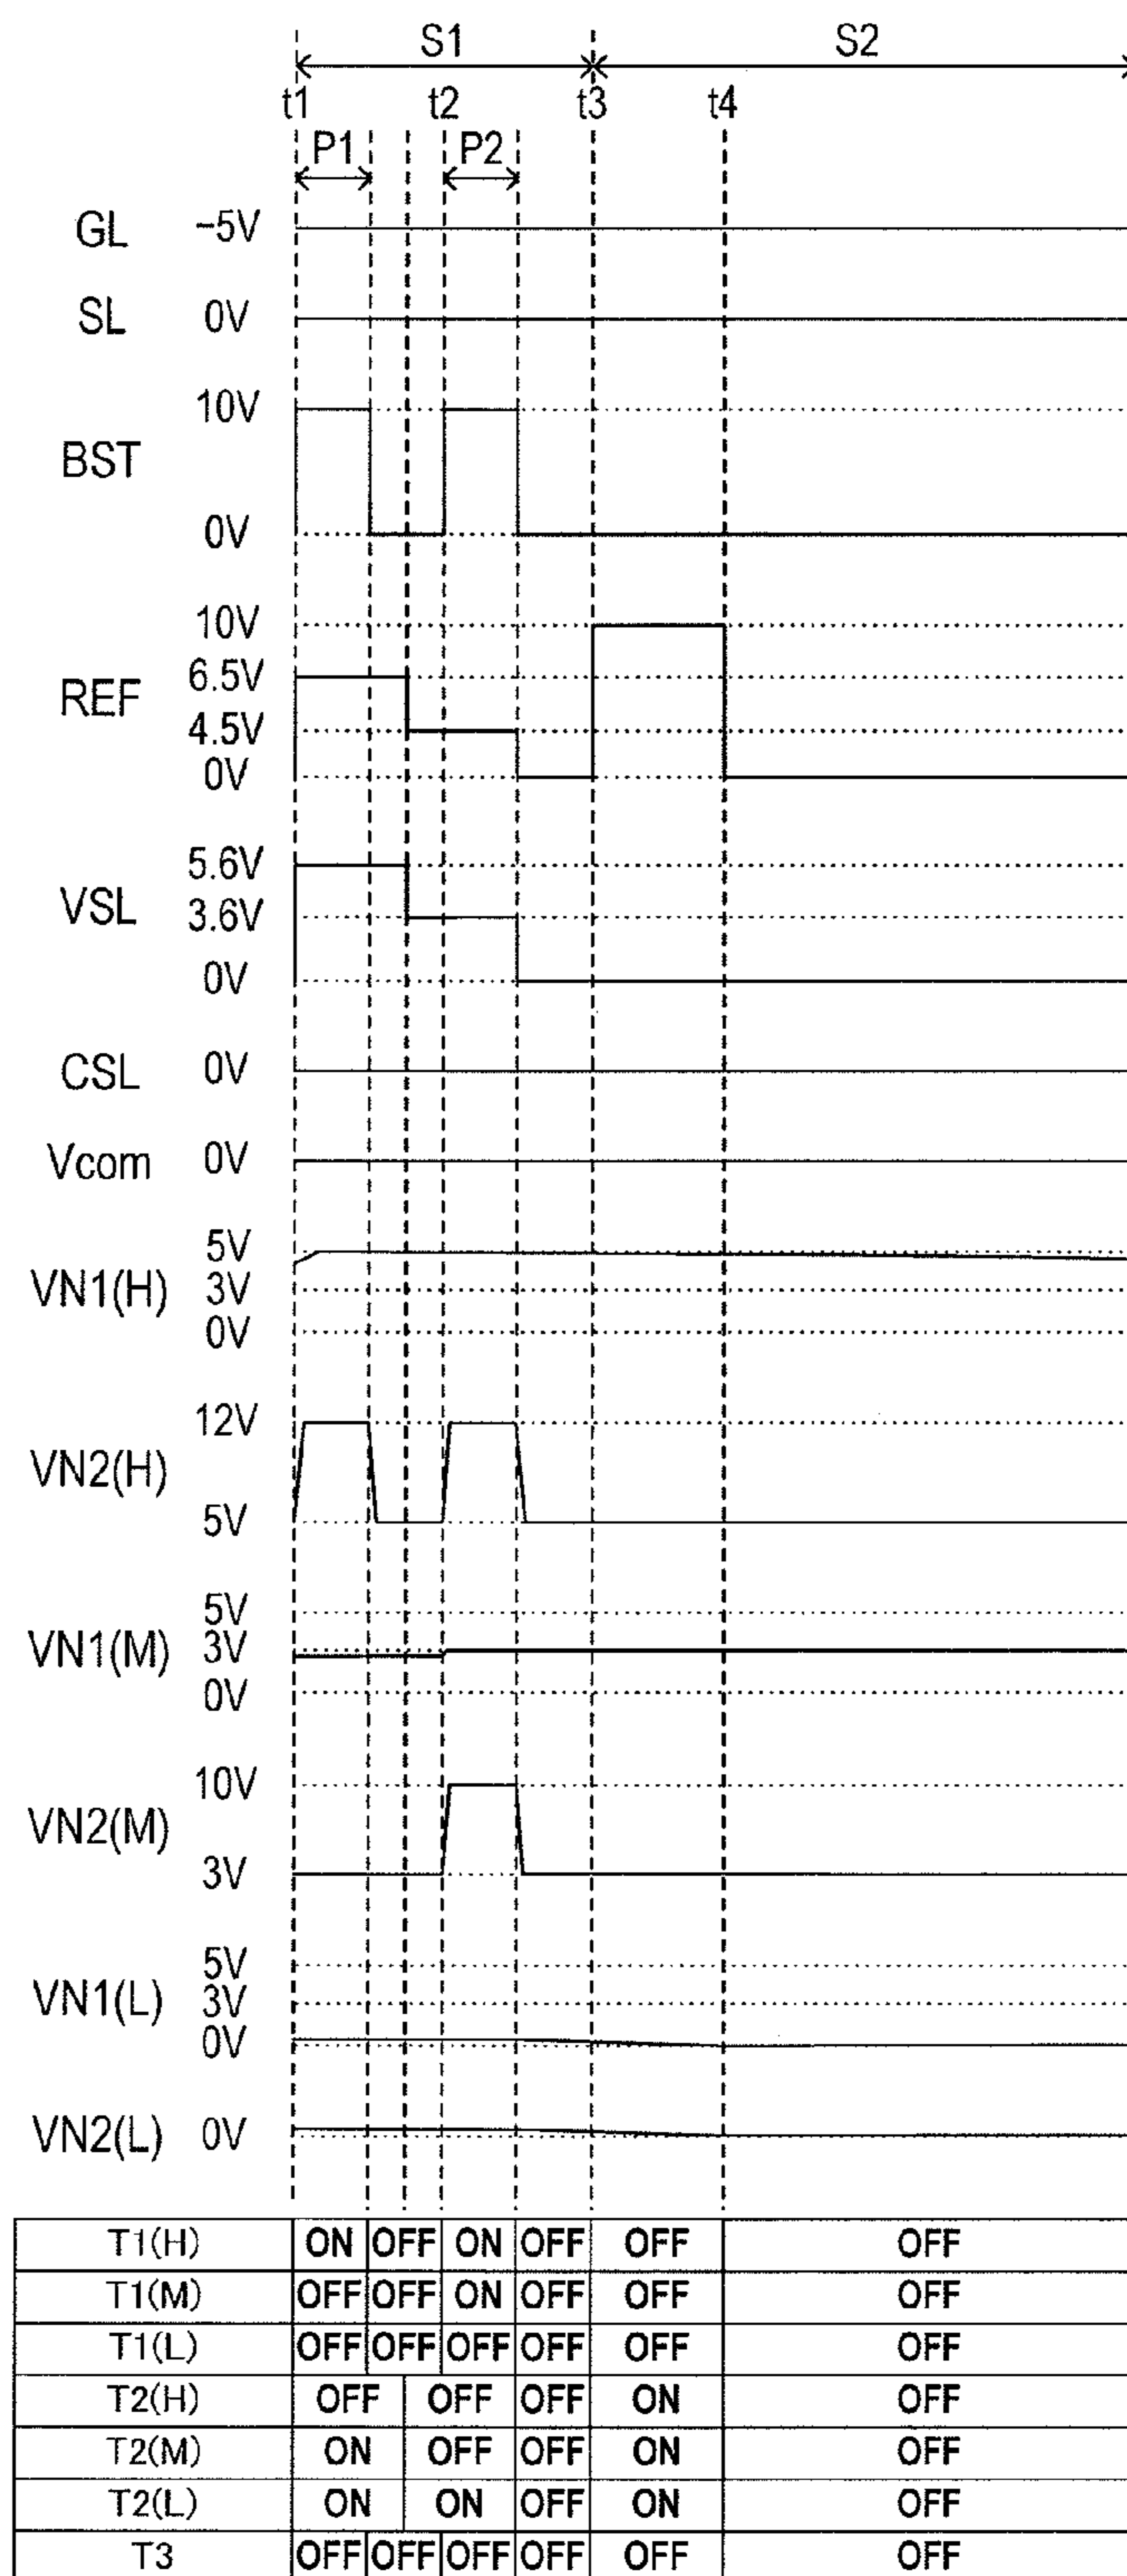 S1 S2
t1 t2 t3 t4
P1 P2
GL −5V
SL 0V
10V
BST
0V
10V
6.5V
REF
4.5V
0V
5.6V
VSL
3.6V
0V
CSL 0V
Vcom 0V
5V
VN1(H) 3V
0V
12V
VN2(H)
5V
5V
VN1(M) 3V
0V
10V
VN2(M)
3V
5V
VN1(L) 3V
0V
VN2(L) 0V
T1(H) ON OFF ON OFF OFF OFF
T1(M) OFF OFF ON OFF OFF OFF
T1(L) OFF OFF OFF OFF OFF OFF
T2(H) OFF OFF OFF ON OFF
T2(M) ON OFF OFF ON OFF
T2(L) ON ON OFF ON OFF
T3 OFF OFF OFF OFF OFF OFF